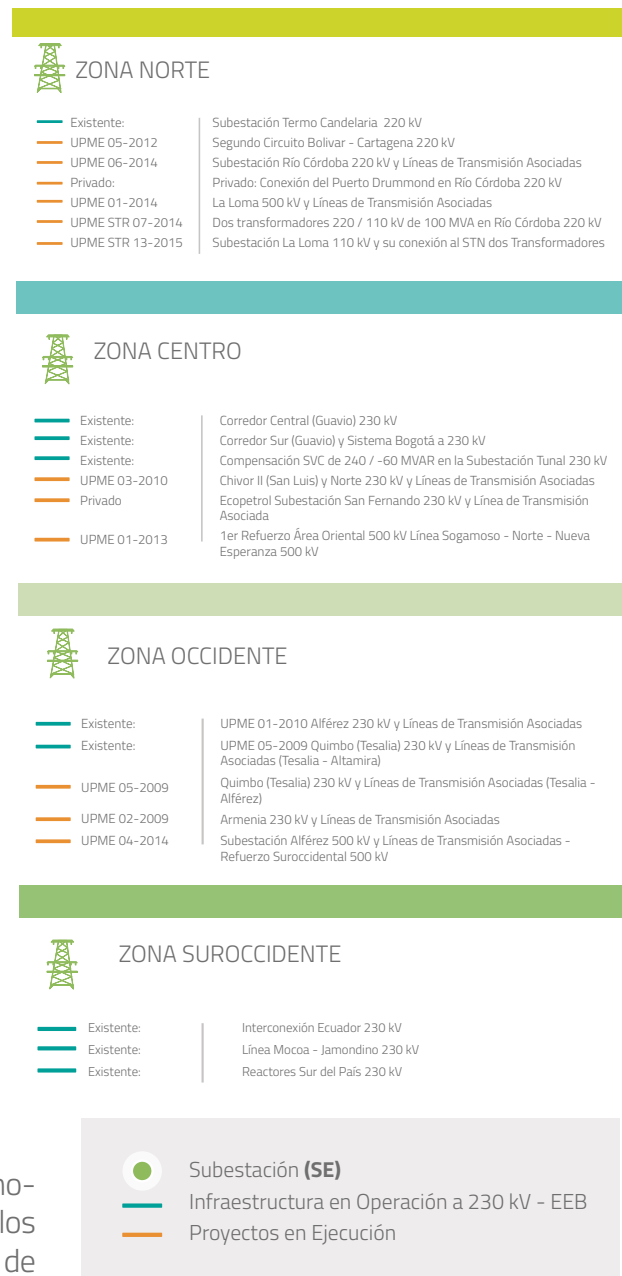 ZONA NORTE
Existente: Subestación Termo Candelaria 220 kV
UPME 05-2012 Segundo Circuito Bolivar - Cartagena 220 kV
UPME 06-2014 Subestación Río Córdoba 220 kV y Líneas de Transmisión Asociadas
Privado: Privado: Conexión del Puerto Drummond en Río Córdoba 220 kV
UPME 01-2014 La Loma 500 kV y Líneas de Transmisión Asociadas
UPME STR 07-2014 Dos transformadores 220 / 110 kV de 100 MVA en Río Córdoba 220 kV
UPME STR 13-2015 Subestación La Loma 110 kV y su conexión al STN dos Transformadores
ZONA CENTRO
Existente: Corredor Central (Guavio) 230 kV
Existente: Corredor Sur (Guavio) y Sistema Bogotá a 230 kV
Existente: Compensación SVC de 240 / -60 MVAR en la Subestación Tunal 230 kV
UPME 03-2010 Chivor II (San Luis) y Norte 230 kV y Líneas de Transmisión Asociadas
Privado Ecopetrol Subestación San Fernando 230 kV y Línea de Transmisión
Asociada
UPME 01-2013 1er Refuerzo Área Oriental 500 kV Línea Sogamoso - Norte - Nueva
Esperanza 500 kV
ZONA OCCIDENTE
Existente: UPME 01-2010 Alférez 230 kV y Líneas de Transmisión Asociadas
Existente: UPME 05-2009 Quimbo (Tesalia) 230 kV y Líneas de Transmisión
Asociadas (Tesalia - Altamira)
UPME 05-2009 Quimbo (Tesalia) 230 kV y Líneas de Transmisión Asociadas (Tesalia -
Alférez)
UPME 02-2009 Armenia 230 kV y Líneas de Transmisión Asociadas
UPME 04-2014 Subestación Alférez 500 kV y Líneas de Transmisión Asociadas -
Refuerzo Suroccidental 500 kV
ZONA SUROCCIDENTE
Existente: Interconexión Ecuador 230 kV
Existente: Línea Mocoa - Jamondino 230 kV
Existente: Reactores Sur del País 230 kV
Subestación (SE)
Infraestructura en Operación a 230 kV - EEB
Proyectos en Ejecución
los
de